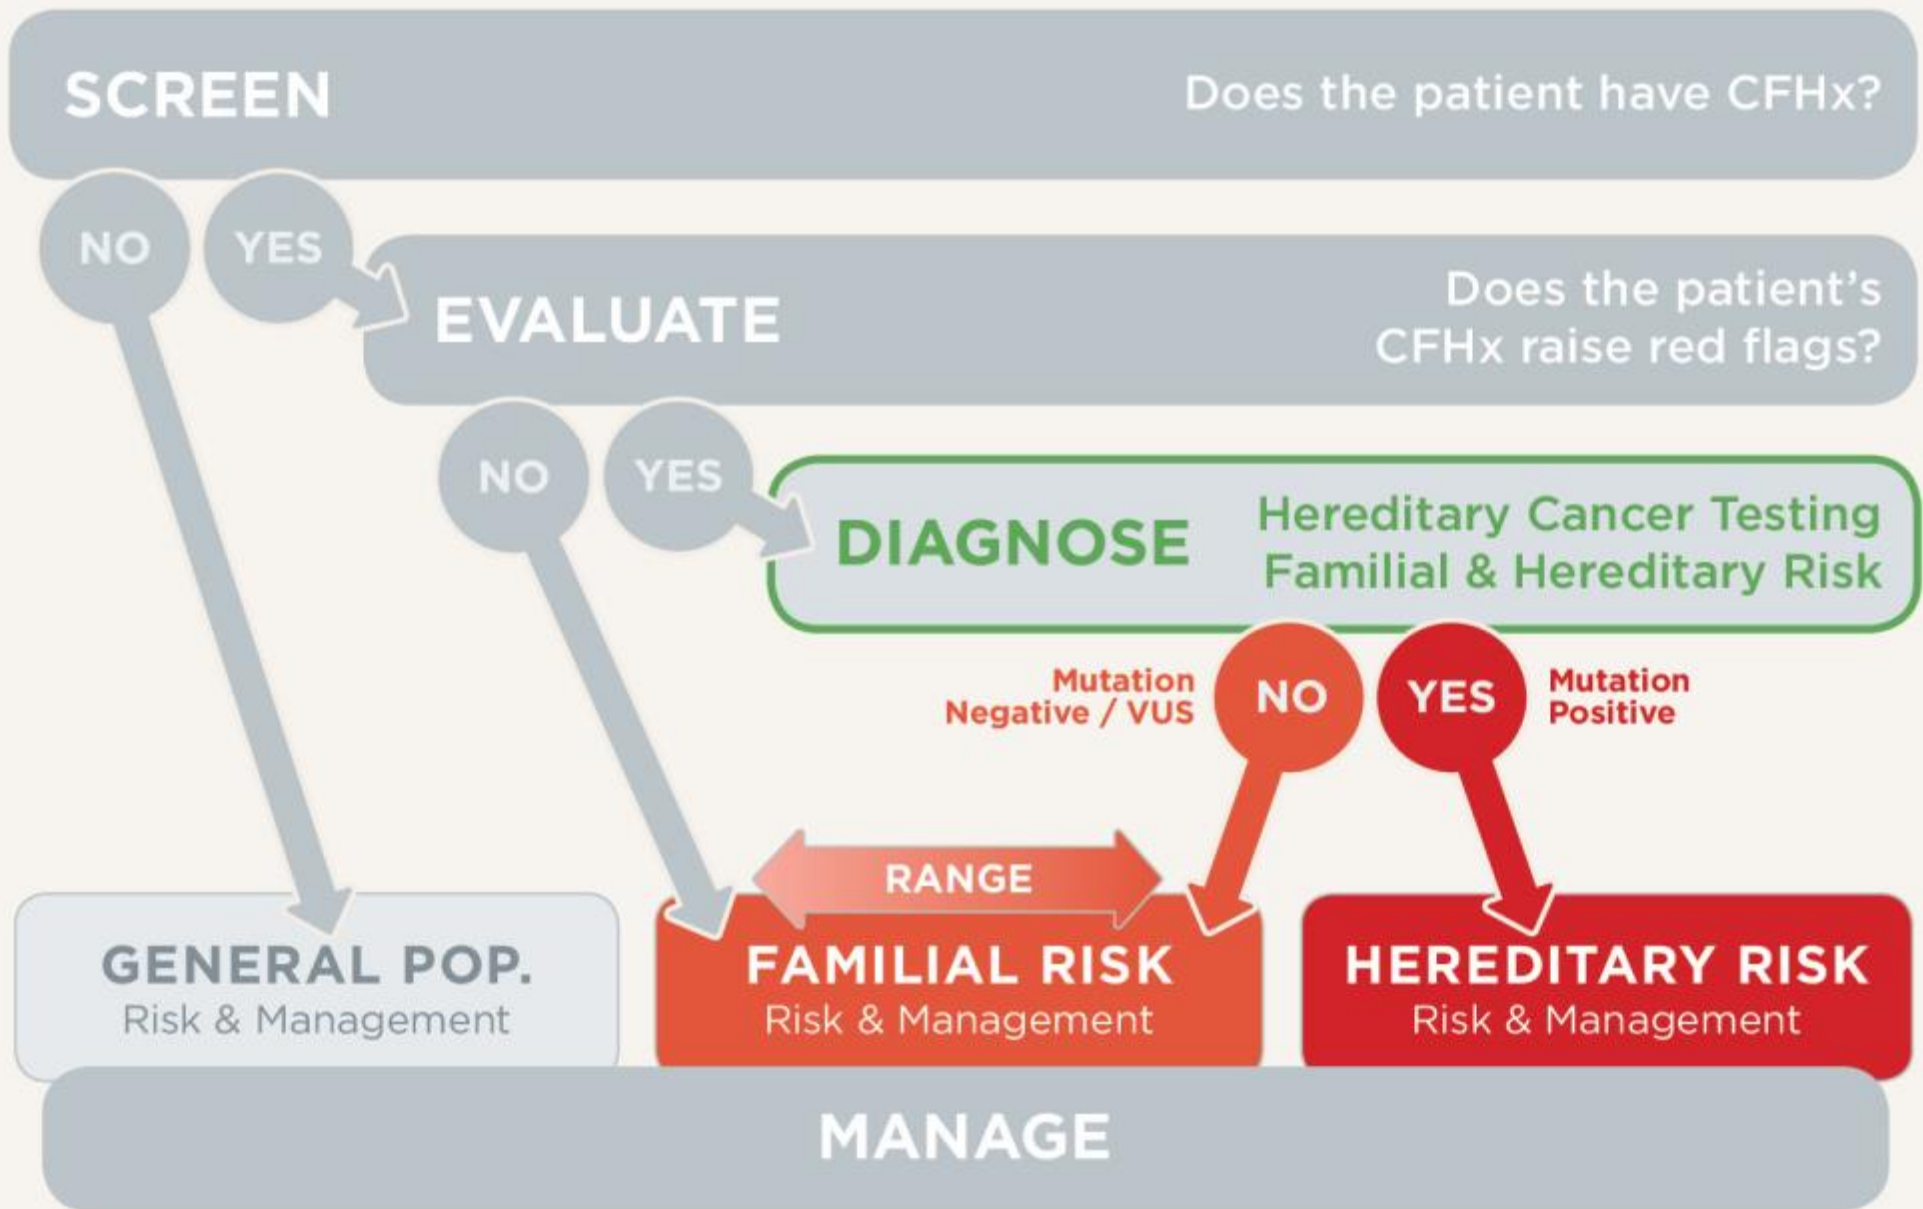 SCREEN
Does the patient have CFHx?
NO
YES
EVALUATE
Does the patient's
CFHx raise red flags?
NO
YES
DIAGNOSE
Hereditary Cancer Testing
Familial & Hereditary Risk
Mutation
Negative / VUS
NO
YES
Mutation
Positive
RANGE
GENERAL POP.
Risk & Management
FAMILIAL RISK
Risk & Management
HEREDITARY RISK
Risk & Management
MANAGE